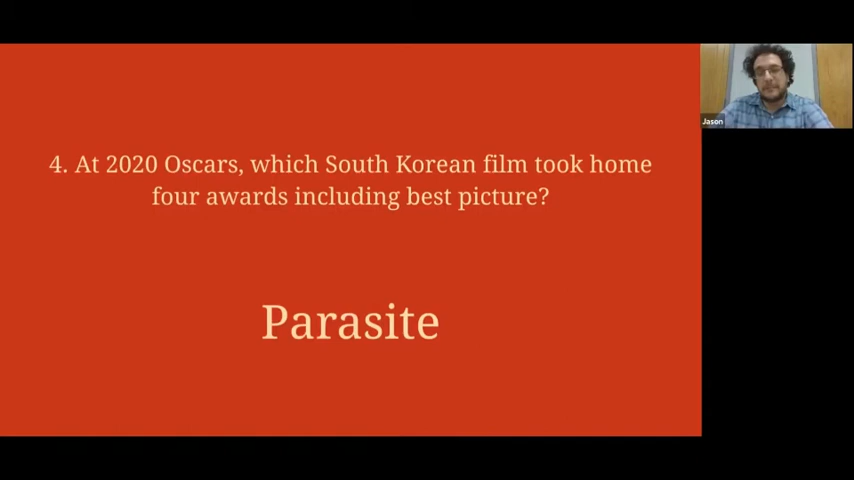 4. At 2020 Oscars, which South Korean film took home
four awards including best picture?
Parasite
Jason